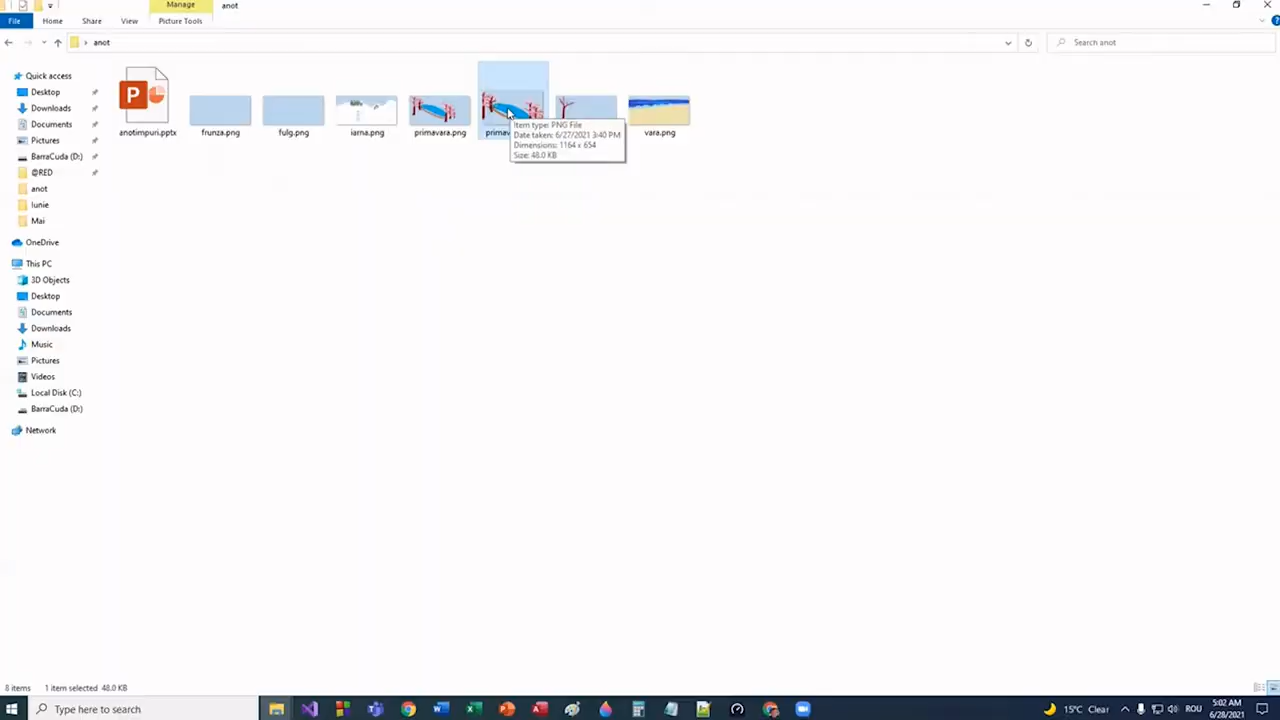 Manage
anot
File
Home
Share
View
Picture Tools
anot
Search anot
Quick access
Desktop
Downloads
Documents
Pictures
BarraCuda (D:)
@RED
anot
Iunie
Mai
OneDrive
This PC
3D Objects
Desktop
Documents
Downloads
Music
Pictures
Videos
Local Disk (C:)
BarraCuda (D:)
Network
P
anotimpuri.pptx
frunza.png
fulg.png
iarna.png
primavara.png
vara.png
Item type: PNG File
Date taken: 6/27/2021 3:40 PM
Dimensions: 1164 x 654
Size: 48.0 KB
8 items 1 item selected 48.0 KB
Type here to search
15°C Clear
ROU
5:02 AM
6/28/2021